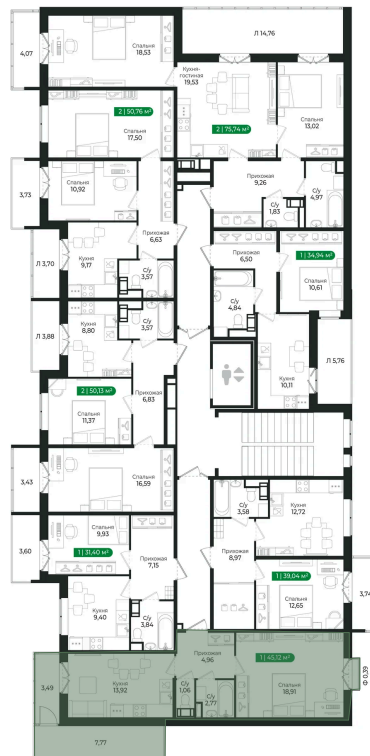 4,07
Спальня
18.53
Л 14,76
Кухня-
гостиная
19,53
Спальня
13,02
2 | 50,76 м²
Спальня
17.50
2 | 75,74 м²
3,73
Спальня
10,92
Прихожая
9,26
С/у
4,97
С/у
1,83
Прихожая
6,63
Л 3,70
Кухня
9,17
С/у
3,57
Прихожая
6,50
1 | 34,94 м²
Спальня
10,61
Л 3,88
Кухня
8,80
С/у
3,57
С/у
4,84
Кухня
10,11
Л 5,76
2 | 50,13 м²
Спальня
11,37
Прихожая
6,83
3,43
Спальня
16,59
С/у
3,58
Кухня
12,72
3,60
Спальня
9,93
1 | 31,40 м²
Прихожая
7,15
Прихожая
8,97
1 | 39,04 м²
Спальня
12,65
3,74
Кухня
9,40
С/у
3,84
3,49
Кухня
13,92
Прихожая
4,96
С/у
1,06
С/у
2,77
1 | 45,12 м²
Спальня
18,91
Ф 0,39
7,77